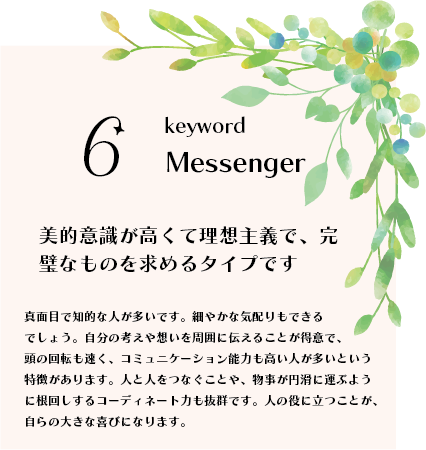 6
keyword
Messenger
美的意識が高くて理想主義で、完
璧なものを求めるタイプです
真面目で知的な人が多いです。細やかな気配りもできる
でしょう。自分の考えや想いを周囲に伝えることが得意で、
頭の回転も速く、コミュニケーション能力も高い人が多いという
特徴があります。人と人をつなぐことや、物事が円滑に運ぶよう
に根回しするコーディネート力も抜群です。人の役に立つことが、
自らの大きな喜びになります。